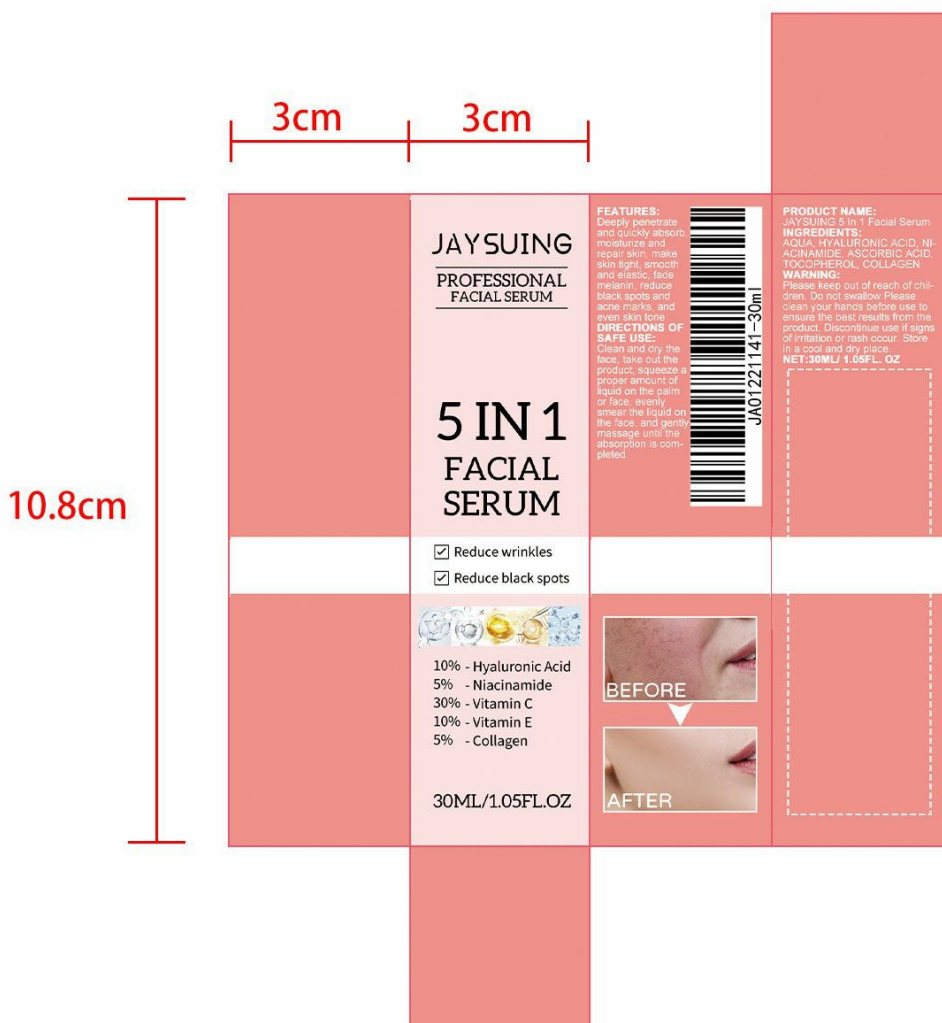 3cm
3cm
10.8cm
JAYSUING
PROFESSIONAL
FACIAL SERUM
5 IN 1
FACIAL
SERUM
Reduce wrinkles
Reduce black spots
10% - Hyaluronic Acid
5% - Niacinamide
30% - Vitamin C
10% - Vitamin E
5% - Collagen
30ML/1.05FL.OZ
FEATURES:
Deeply penetrate
and quickly absorb
moisturize and
repair skin, make
skin tight, smooth
and elastic, fade
melanin, reduce
black spots and
acne marks, and
even skin tone
DIRECTIONS OF
SAFE USE:
Clean and dry the
face, take out the
product, squeeze a
proper amount of
liquid on the palm
or face, evenly
smear the liquid on
the face, and gently
massage until the
absorption is com-
pleted.
JA01221141-30ml
BEFORE
AFTER
PRODUCT NAME:
JAYSUING 5 In 1 Facial Serum
INGREDIENTS:
AQUA, HYALURONIC ACID, NI-
ACINAMIDE, ASCORBIC ACID,
TOCOPHEROL, COLLAGEN
WARNING:
Please keep out of reach of chil-
dren. Do not swallow. Please
clean your hands before use to
ensure the best results from the
product. Discontinue use if signs
of irritation or rash occur. Store
in a cool and dry place.
NET:30ML/ 1.05FL. OZ